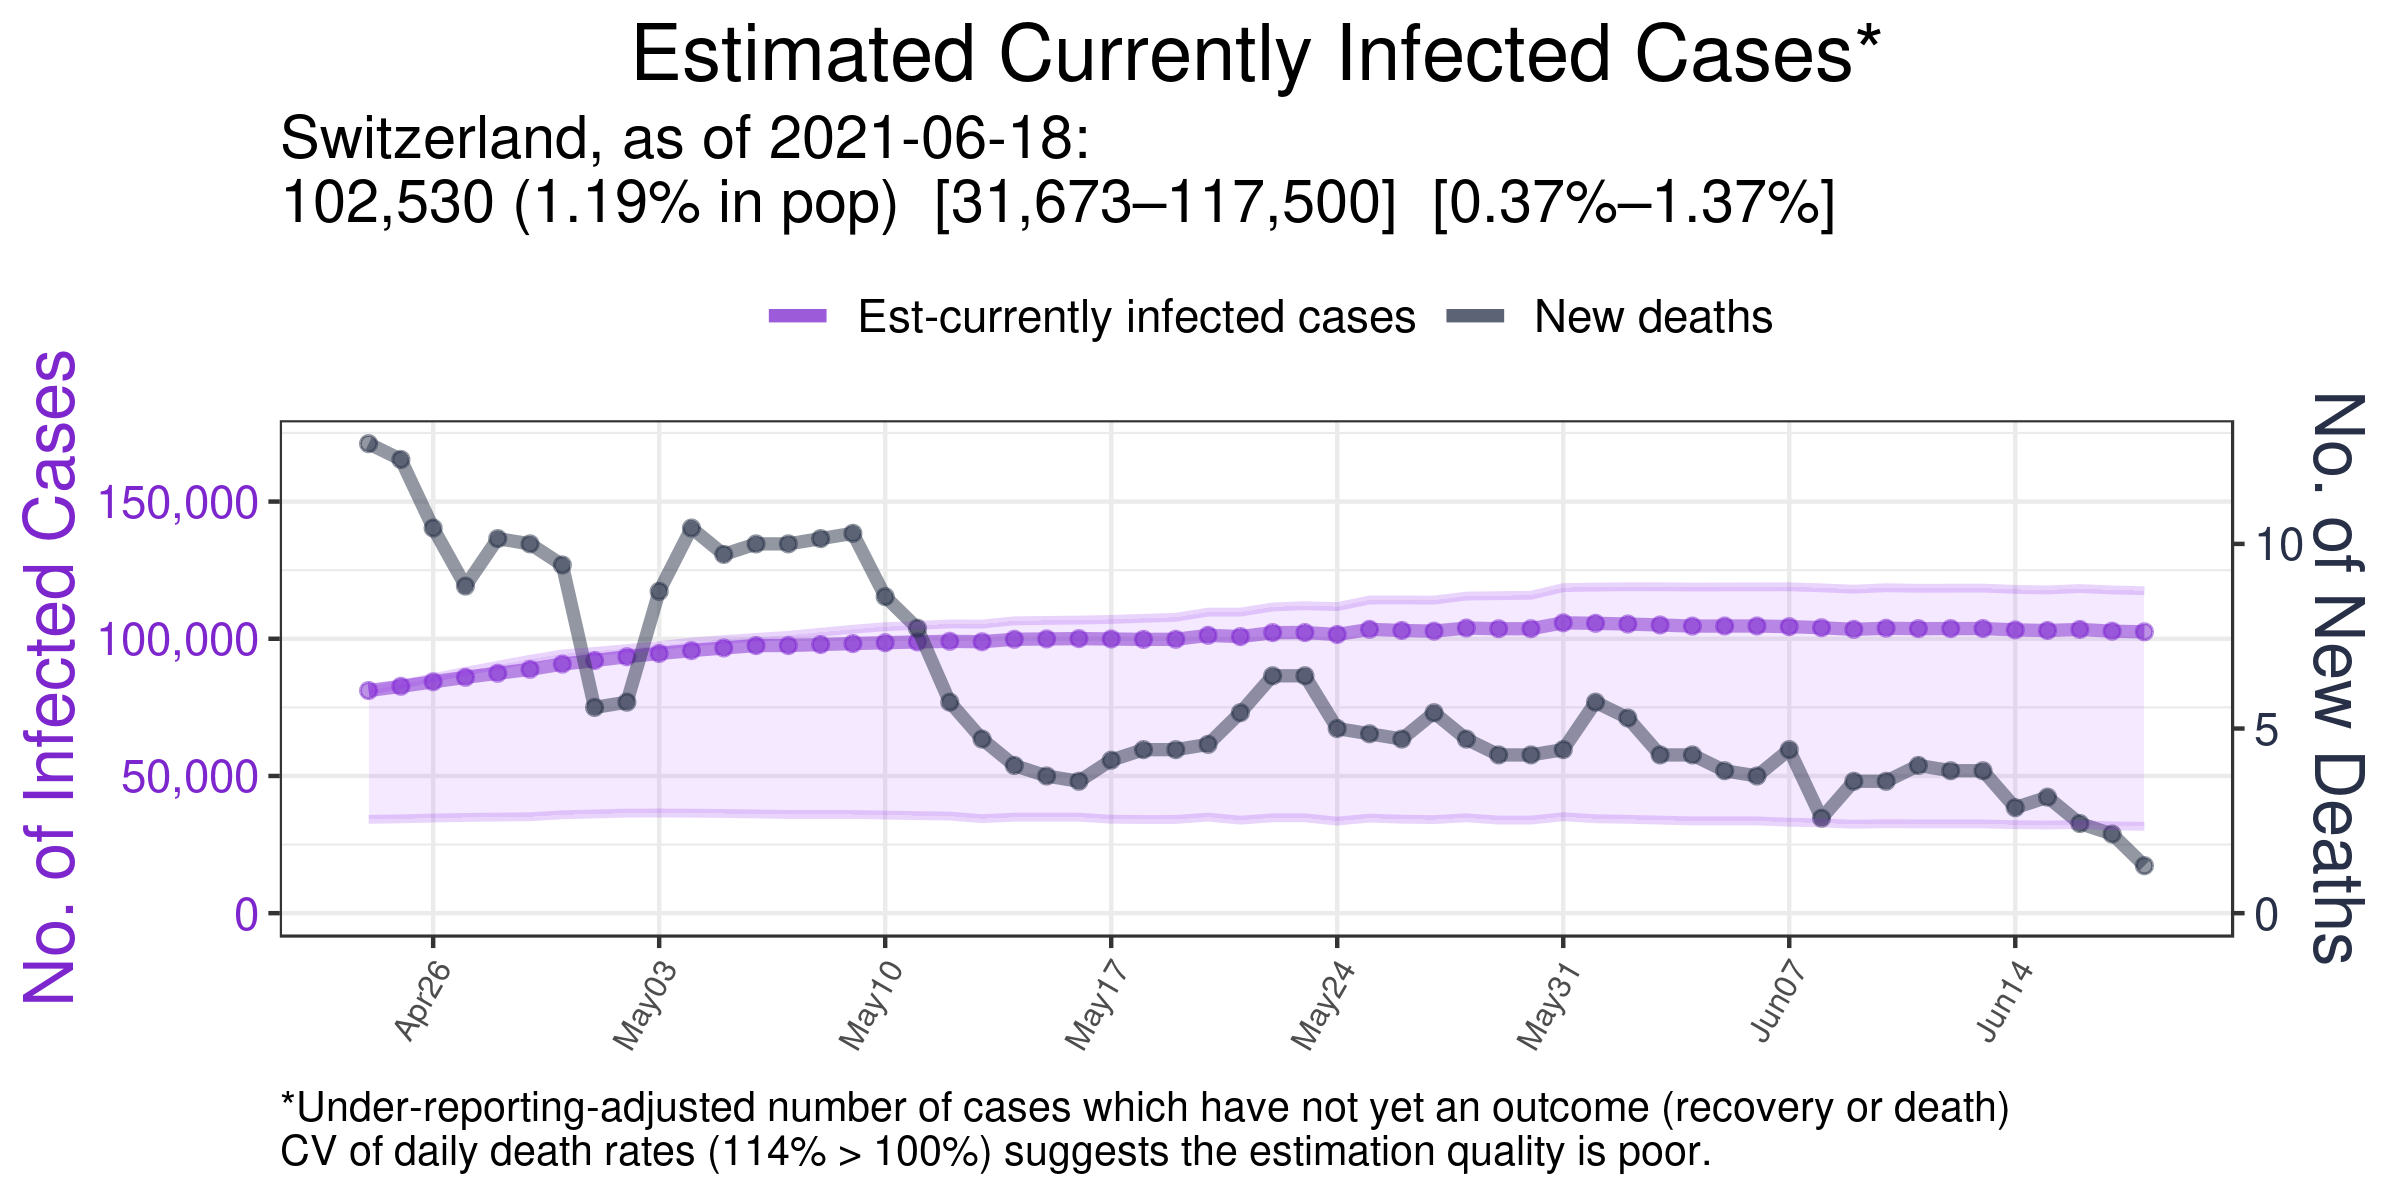 Estimated Currently Infected Cases*
Switzerland, as of 2021-06-18:
102,530 (1.19% in pop)  [31,673–117,500]  [0.37%–1.37%]
Est-currently infected cases
New deaths
No. of Infected Cases
150,000
100,000
50,000
0
10
5
0
No. of New Deaths
Apr26
May03
May10
May17
May24
May31
Jun07
Jun14
*Under-reporting-adjusted number of cases which have not yet an outcome (recovery or death)
CV of daily death rates (114% > 100%) suggests the estimation quality is poor.